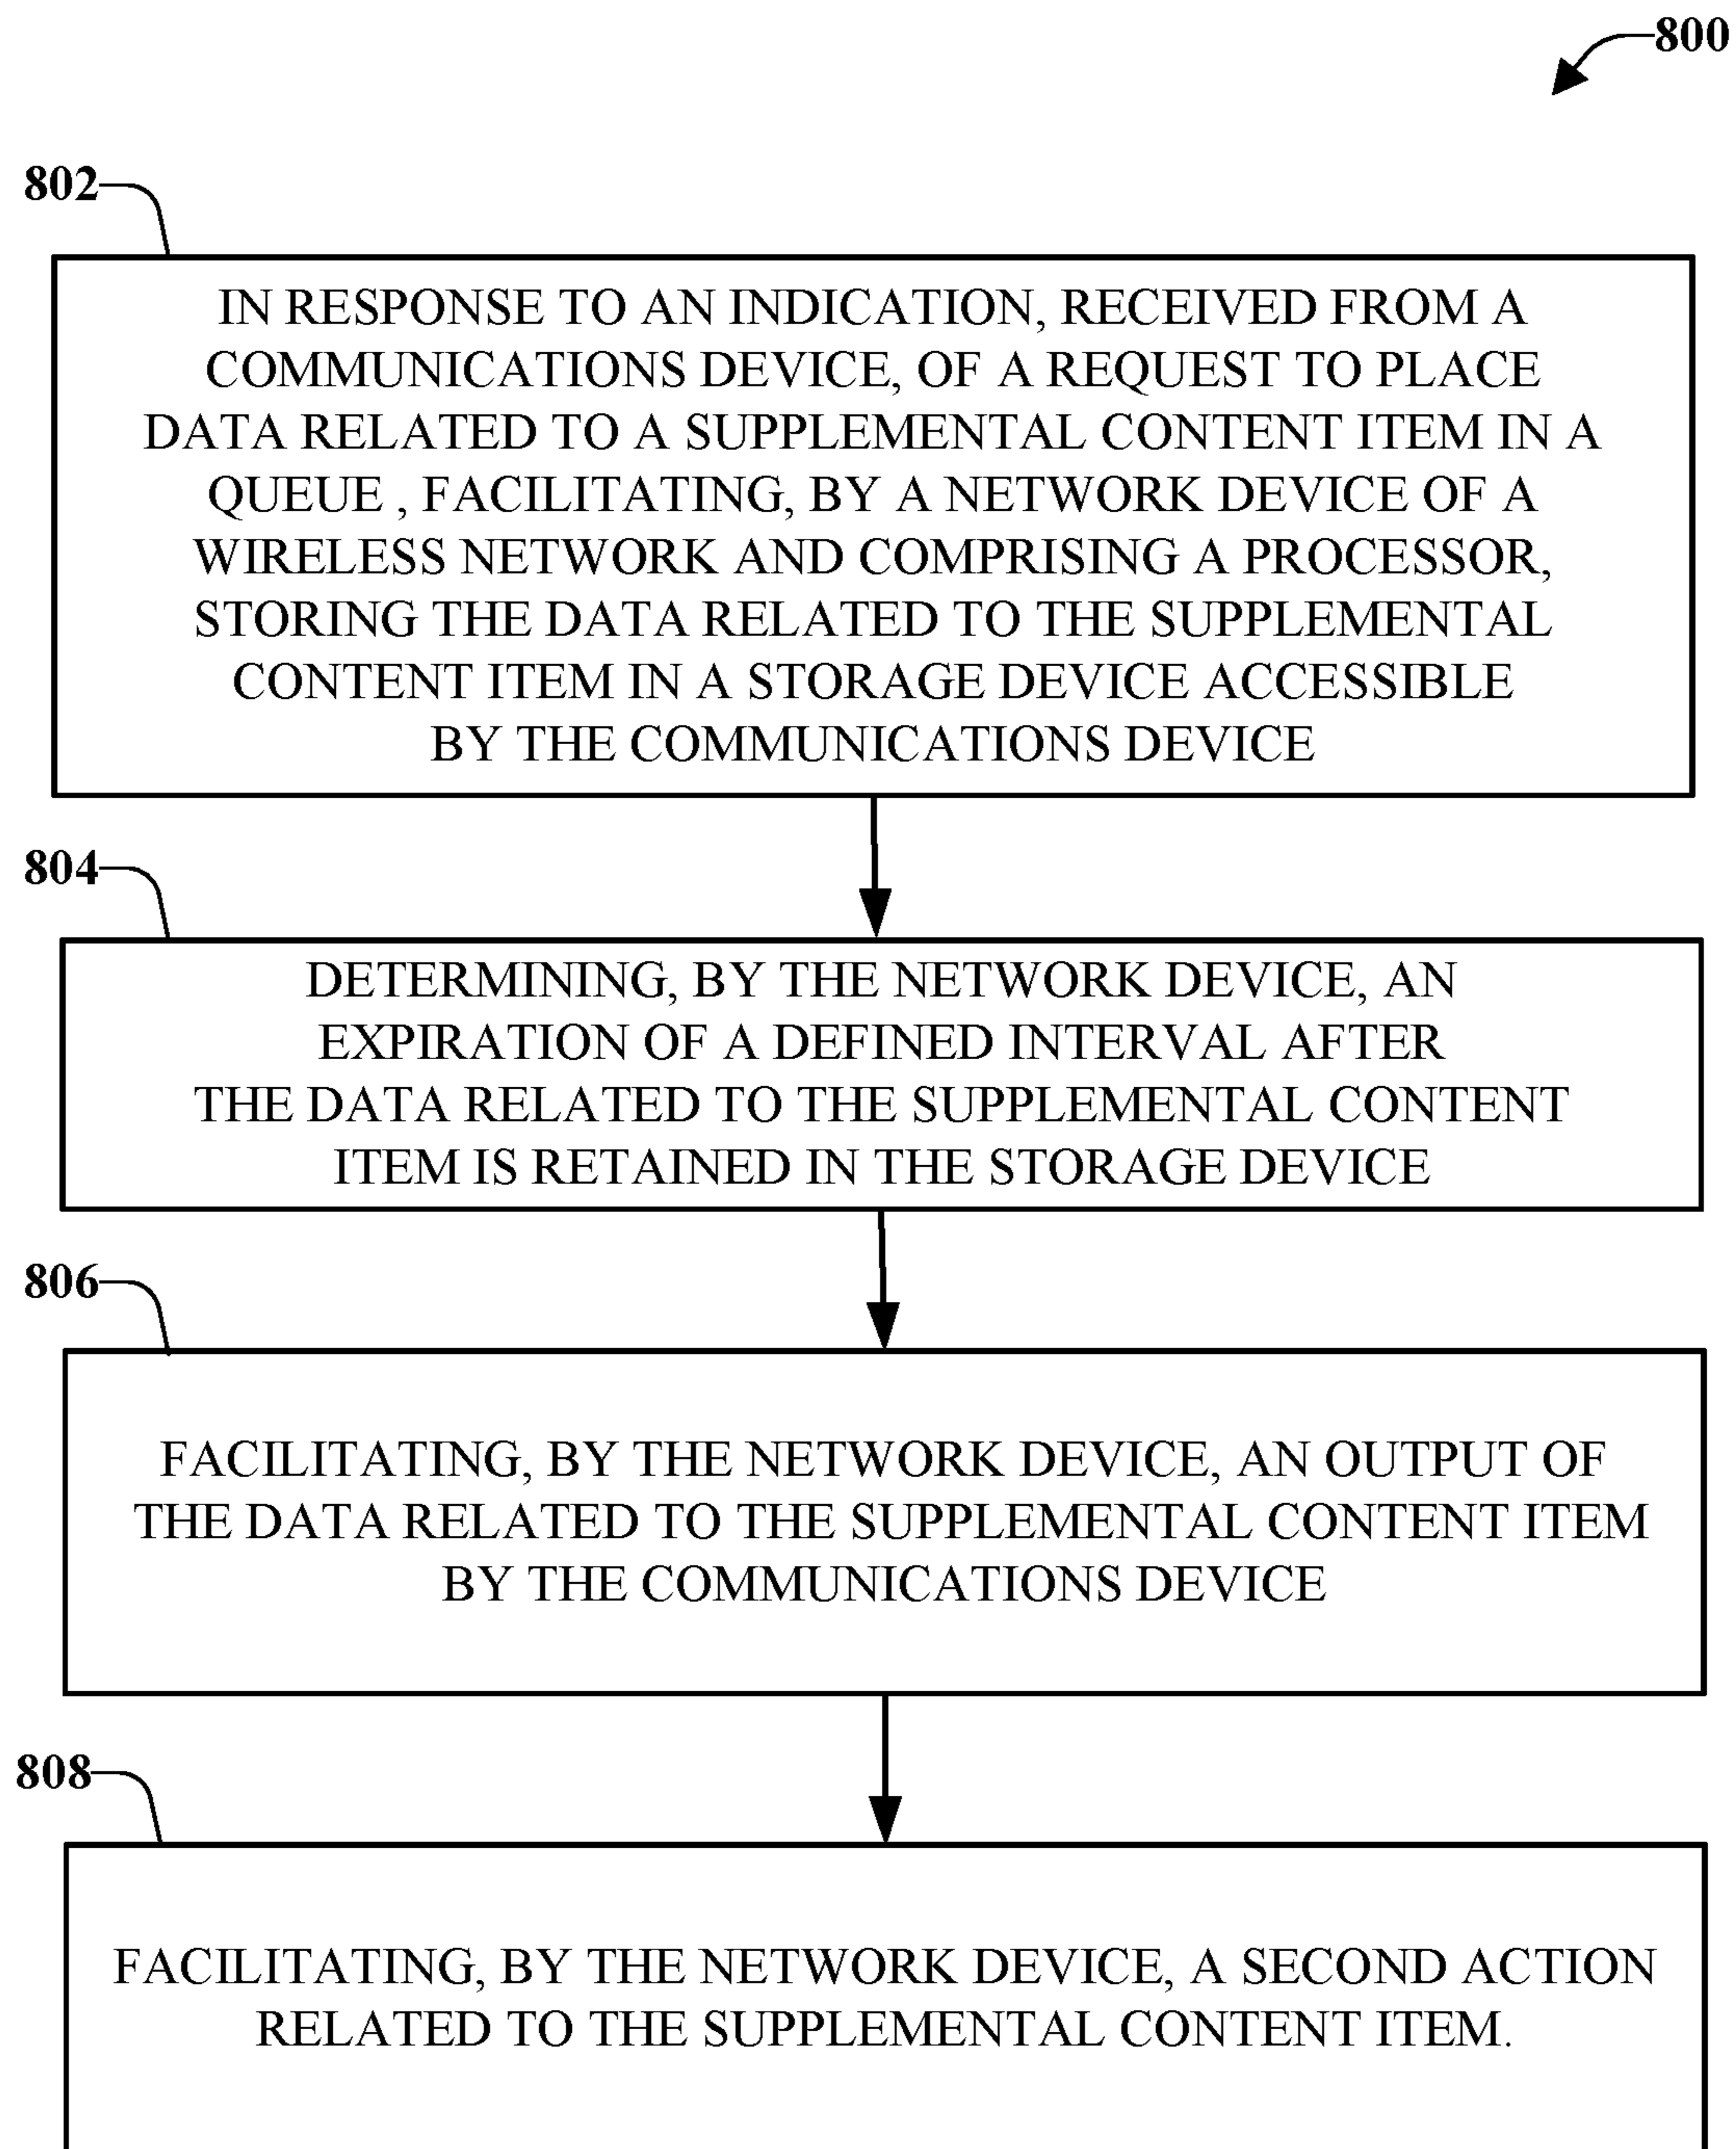 800
802
IN RESPONSE TO AN INDICATION, RECEIVED FROM A
COMMUNICATIONS DEVICE, OF A REQUEST TO PLACE
DATA RELATED TO A SUPPLEMENTAL CONTENT ITEM IN A
QUEUE , FACILITATING, BY A NETWORK DEVICE OF A
WIRELESS NETWORK AND COMPRISING A PROCESSOR,
STORING THE DATA RELATED TO THE SUPPLEMENTAL
CONTENT ITEM IN A STORAGE DEVICE ACCESSIBLE
BY THE COMMUNICATIONS DEVICE
804
DETERMINING, BY THE NETWORK DEVICE, AN
EXPIRATION OF A DEFINED INTERVAL AFTER
THE DATA RELATED TO THE SUPPLEMENTAL CONTENT
ITEM IS RETAINED IN THE STORAGE DEVICE
806
FACILITATING, BY THE NETWORK DEVICE, AN OUTPUT OF
THE DATA RELATED TO THE SUPPLEMENTAL CONTENT ITEM
BY THE COMMUNICATIONS DEVICE
808
FACILITATING, BY THE NETWORK DEVICE, A SECOND ACTION
RELATED TO THE SUPPLEMENTAL CONTENT ITEM.